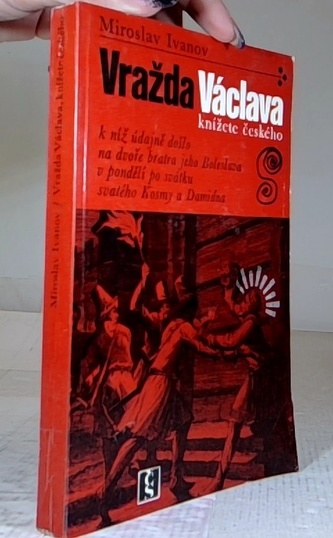 Miroslav Ivanov
Vražda Václava
knížete českého
k níž údajně došlo
na dvoře bratra jeho Boleslava
v pondělí po svátku
svatého Kosmy a Damiána
Miroslav Ivanov / Vražda Václava, knížete českého